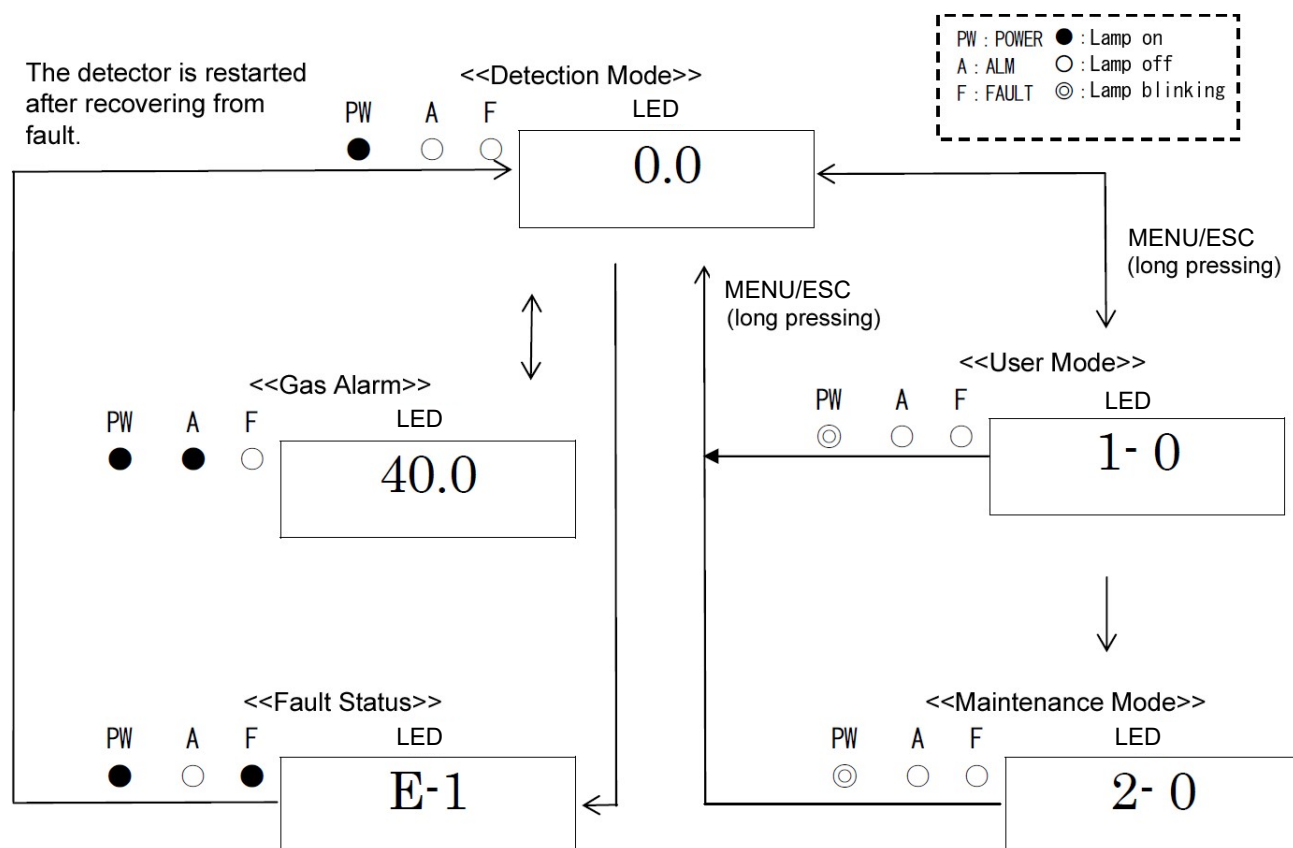 PW : POWER ● : Lamp on
A : ALM ○ : Lamp off
F : FAULT ◎ : Lamp blinking
The detector is restarted
after recovering from
fault.
<<Detection Mode>>
PW A F LED
0.0
MENU/ESC
(long pressing)
MENU/ESC
(long pressing)
<<Gas Alarm>>
PW A F LED
40.0
<<User Mode>>
PW A F LED
1- 0
<<Fault Status>>
PW A F LED
E-1
<<Maintenance Mode>>
PW A F LED
2- 0